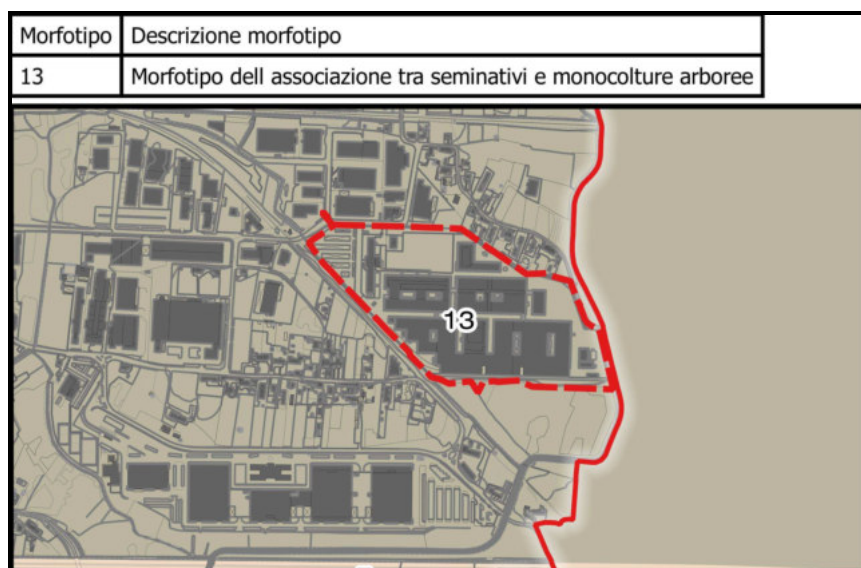 Morfotipo Descrizione morfotipo
13 Morfotipo dell associazione tra seminativi e monocolture arboree
13